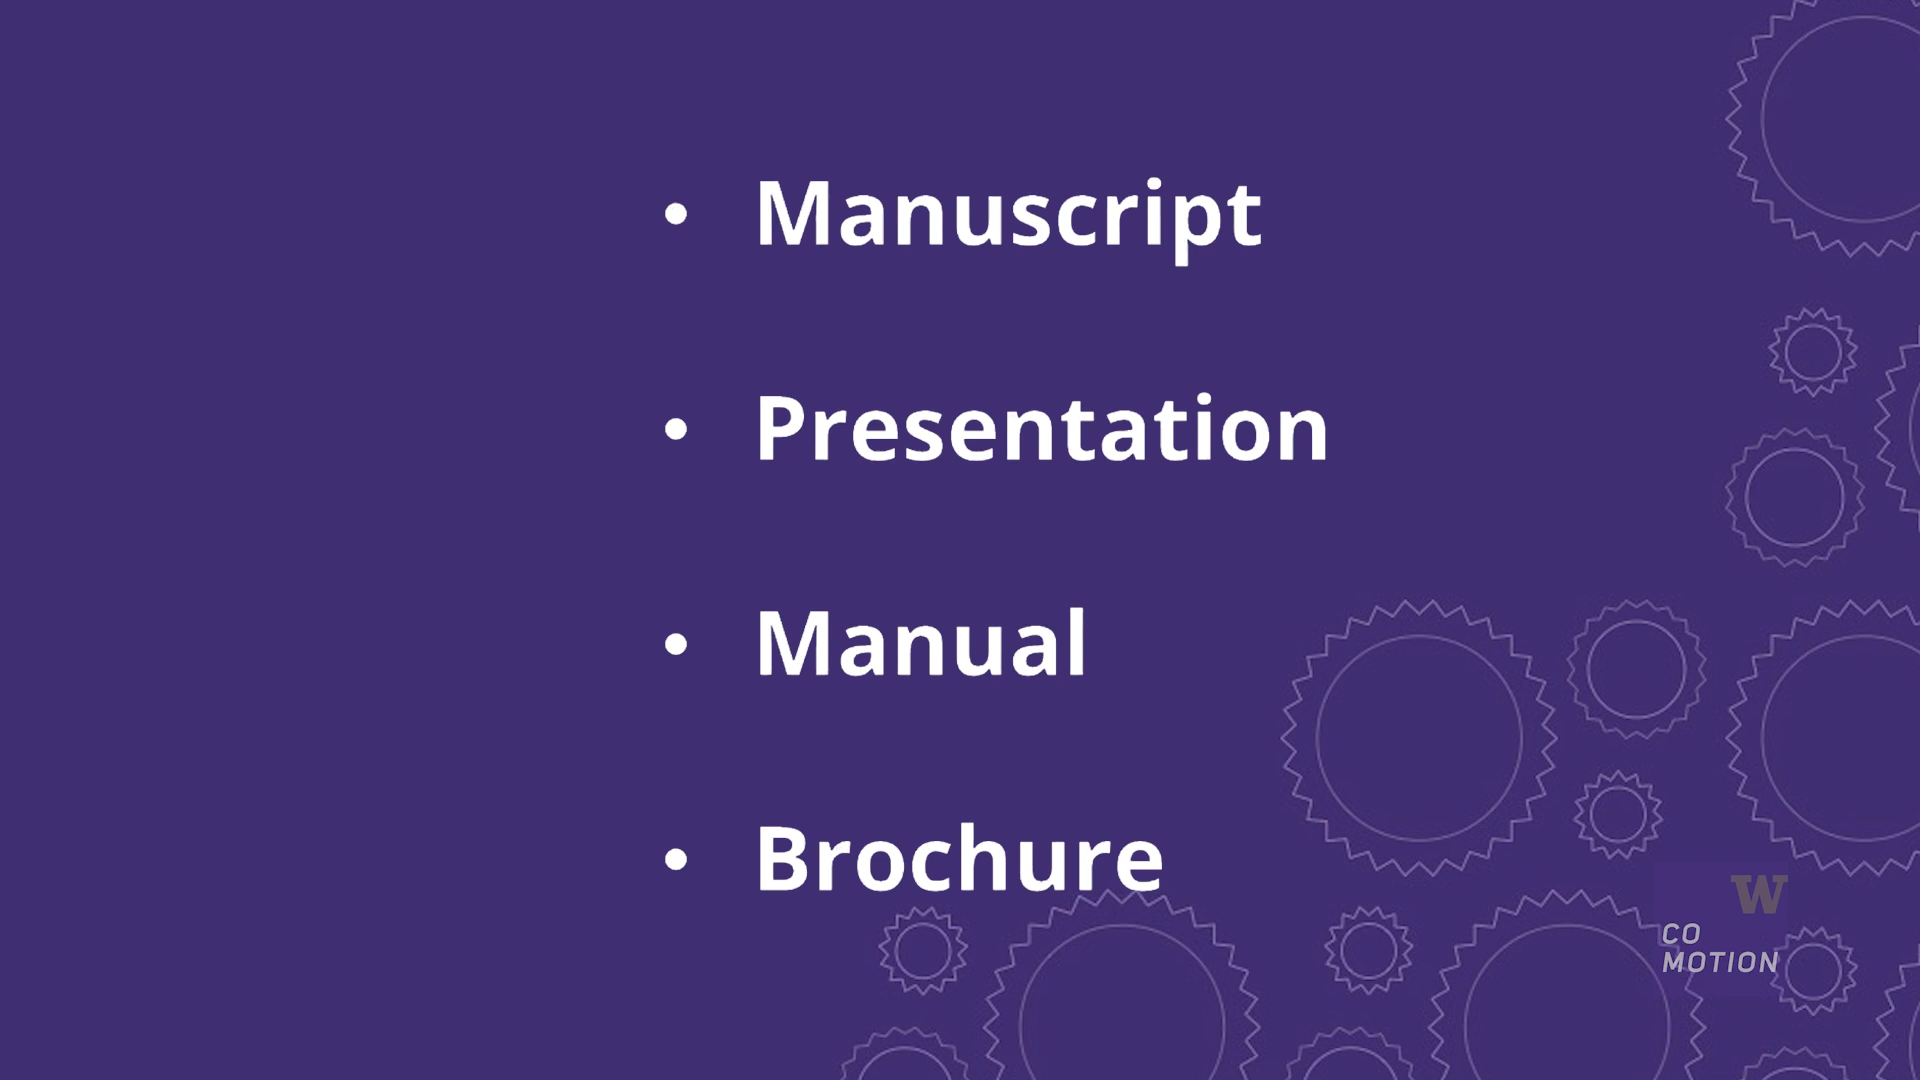 • Manuscript
• Presentation
• Manual
• Brochure
W
CO
MOTION